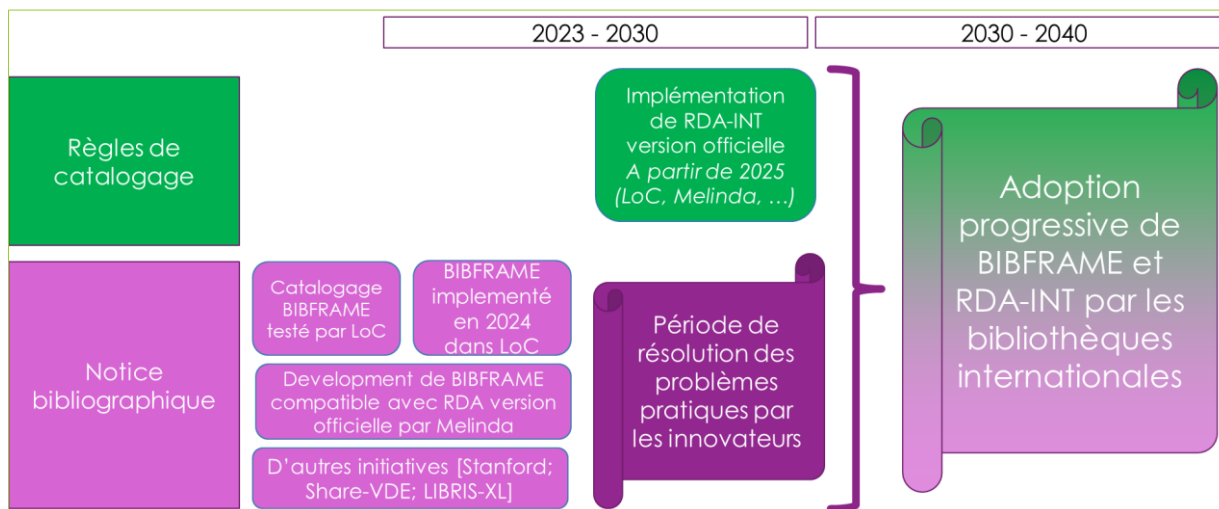 2023 - 2030
2030 - 2040
Règles de
catalogage
Implémentation
de RDA-INT
version officielle
A partir de 2025
(LoC, Melinda, …)
Adoption
progressive de
BIBFRAME et
RDA-INT par les
bibliothèques
internationales
Notice
bibliographique
Catalogage
BIBFRAME
testé par LoC
BIBFRAME
implementé
en 2024
dans LoC
Development de BIBFRAME
compatible avec RDA version
officielle par Melinda
D'autres initiatives [Stanford;
Share-VDE; LIBRIS-XL]
Période de
résolution des
problèmes
pratiques par
les innovateurs